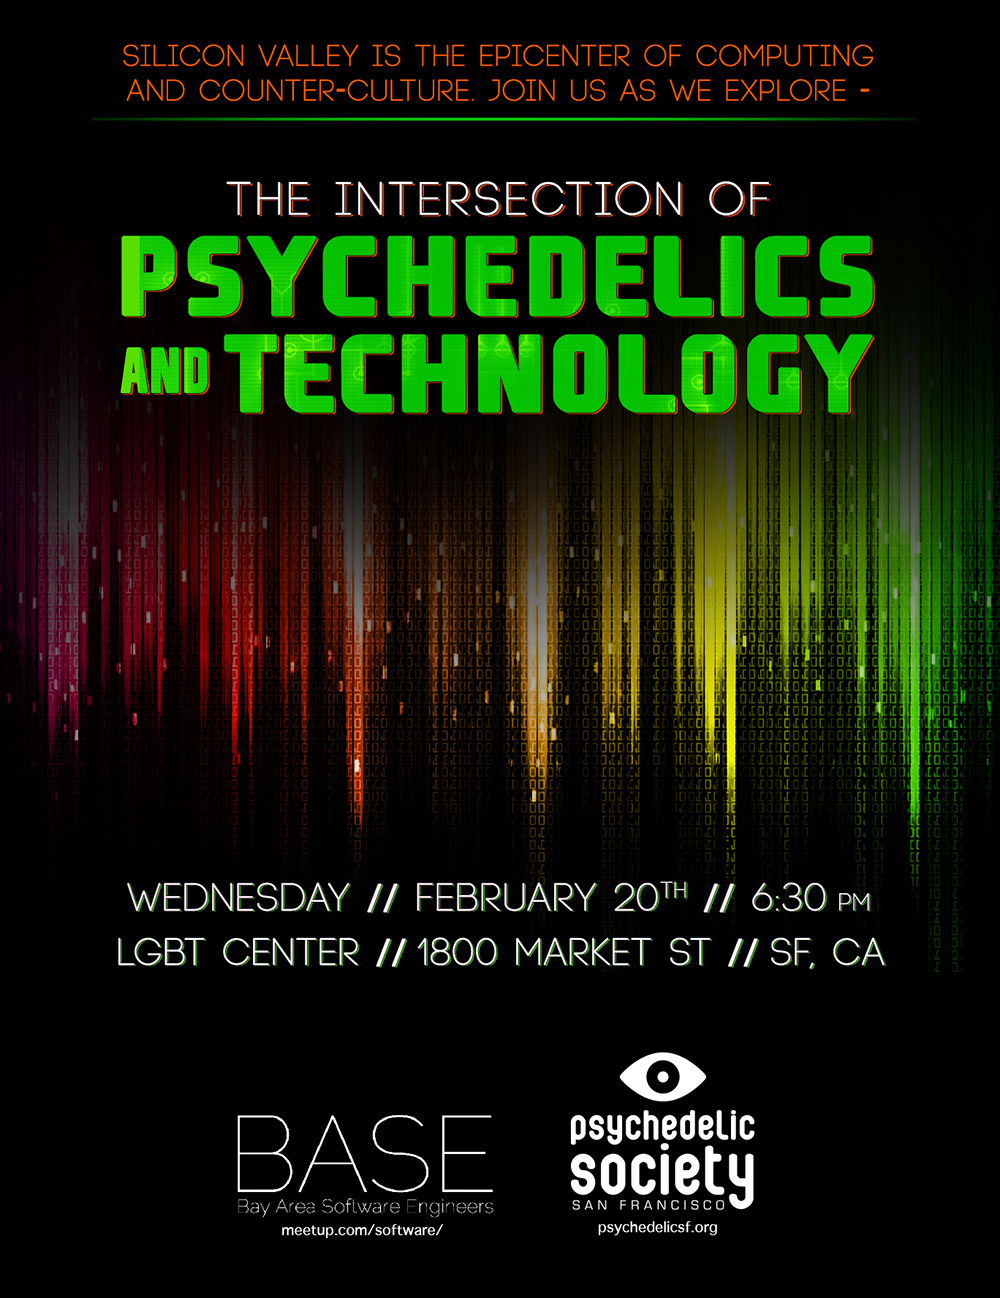 SILICON VALLEY IS THE EPICENTER OF COMPUTING
AND COUNTER-CULTURE. JOIN US AS WE EXPLORE -
THE INTERSECTION OF
PSYCHEDELICS
AND TECHNOLOGY
WEDNESDAY // FEBRUARY 20TH // 6:30 PM
LGBT CENTER // 1800 MARKET ST // SF, CA
BASE
Bay Area Software Engineers
meetup.com/software/
psychedelic
society
SAN FRANCISCO
psychedelicsf.org